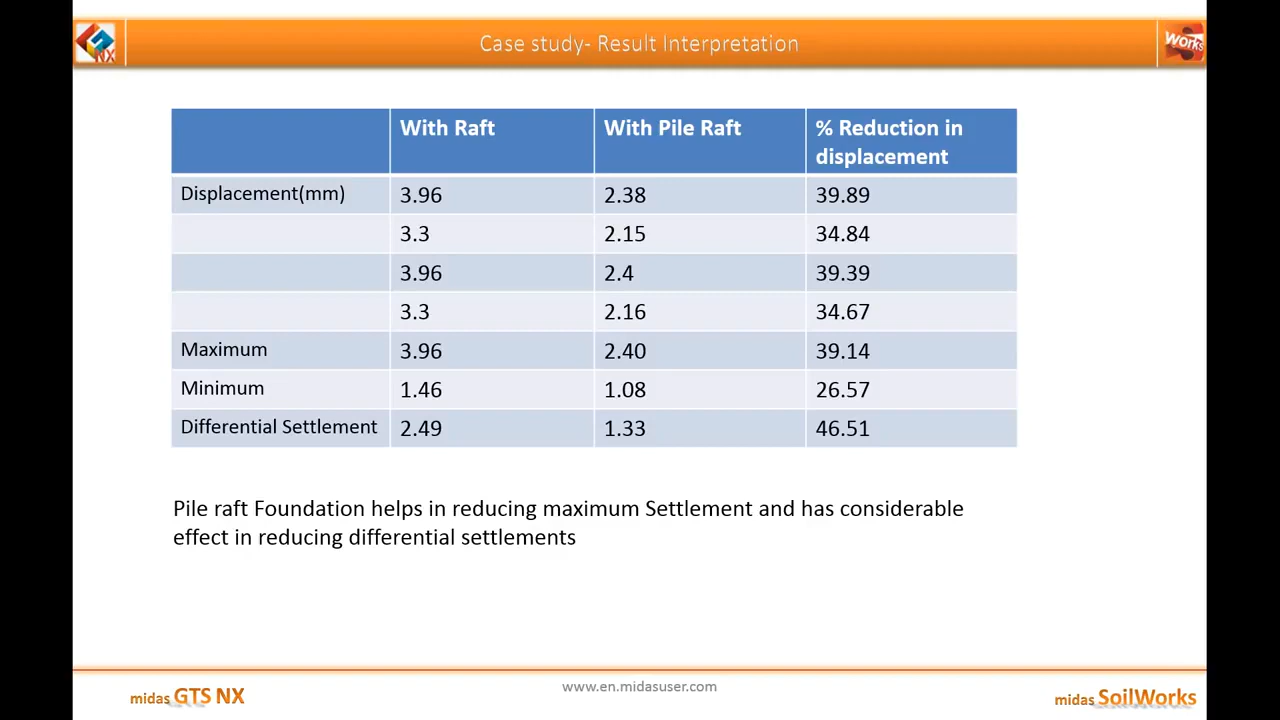 Case study- Result Interpretation
NX
Works
With Raft With Pile Raft % Reduction in
displacement
Displacement(mm) 3.96 2.38 39.89
3.3 2.15 34.84
3.96 2.4 39.39
3.3 2.16 34.67
Maximum 3.96 2.40 39.14
Minimum 1.46 1.08 26.57
Differential Settlement 2.49 1.33 46.51
Pile raft Foundation helps in reducing maximum Settlement and has considerable
effect in reducing differential settlements
midas GTS NX
www.en.midasuser.com
midas SoilWorks